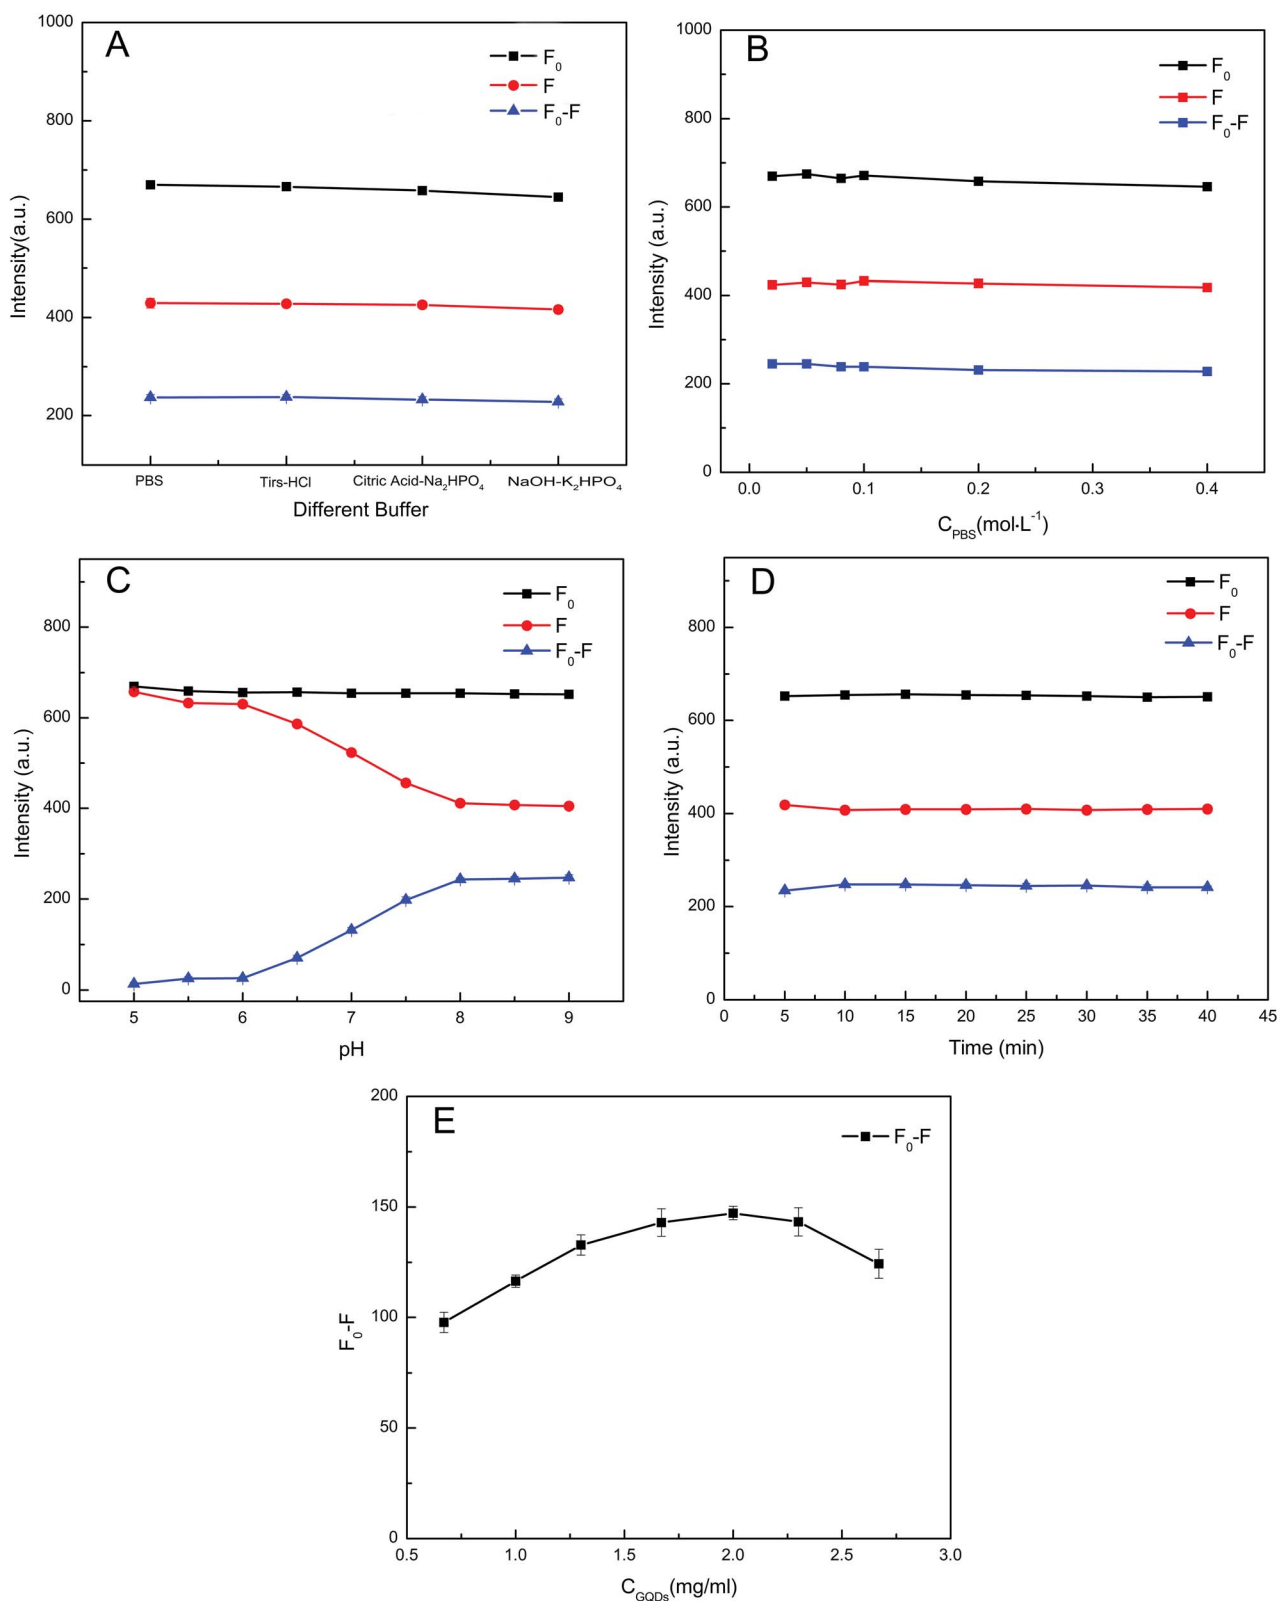 A
1000
800
600
400
200
Intensity(a.u.)
F₀
F
F₀-F
PBS
Tirs-HCl
Citric Acid-Na₂HPO₄
NaOH-K₂HPO₄
Different Buffer
B
1000
800
600
400
200
0
Intensity (a.u.)
F₀
F
F₀-F
0.0
0.1
0.2
0.3
0.4
C_PBS(mol·L⁻¹)
C
800
600
400
200
0
Intensity (a.u.)
F₀
F
F₀-F
5
6
7
8
9
pH
D
800
600
400
200
0
Intensity (a.u.)
F₀
F
F₀-F
0
5
10
15
20
25
30
35
40
45
Time (min)
E
200
150
100
50
0
F₀-F
F₀-F
0.5
1.0
1.5
2.0
2.5
3.0
C_GQDs(mg/ml)